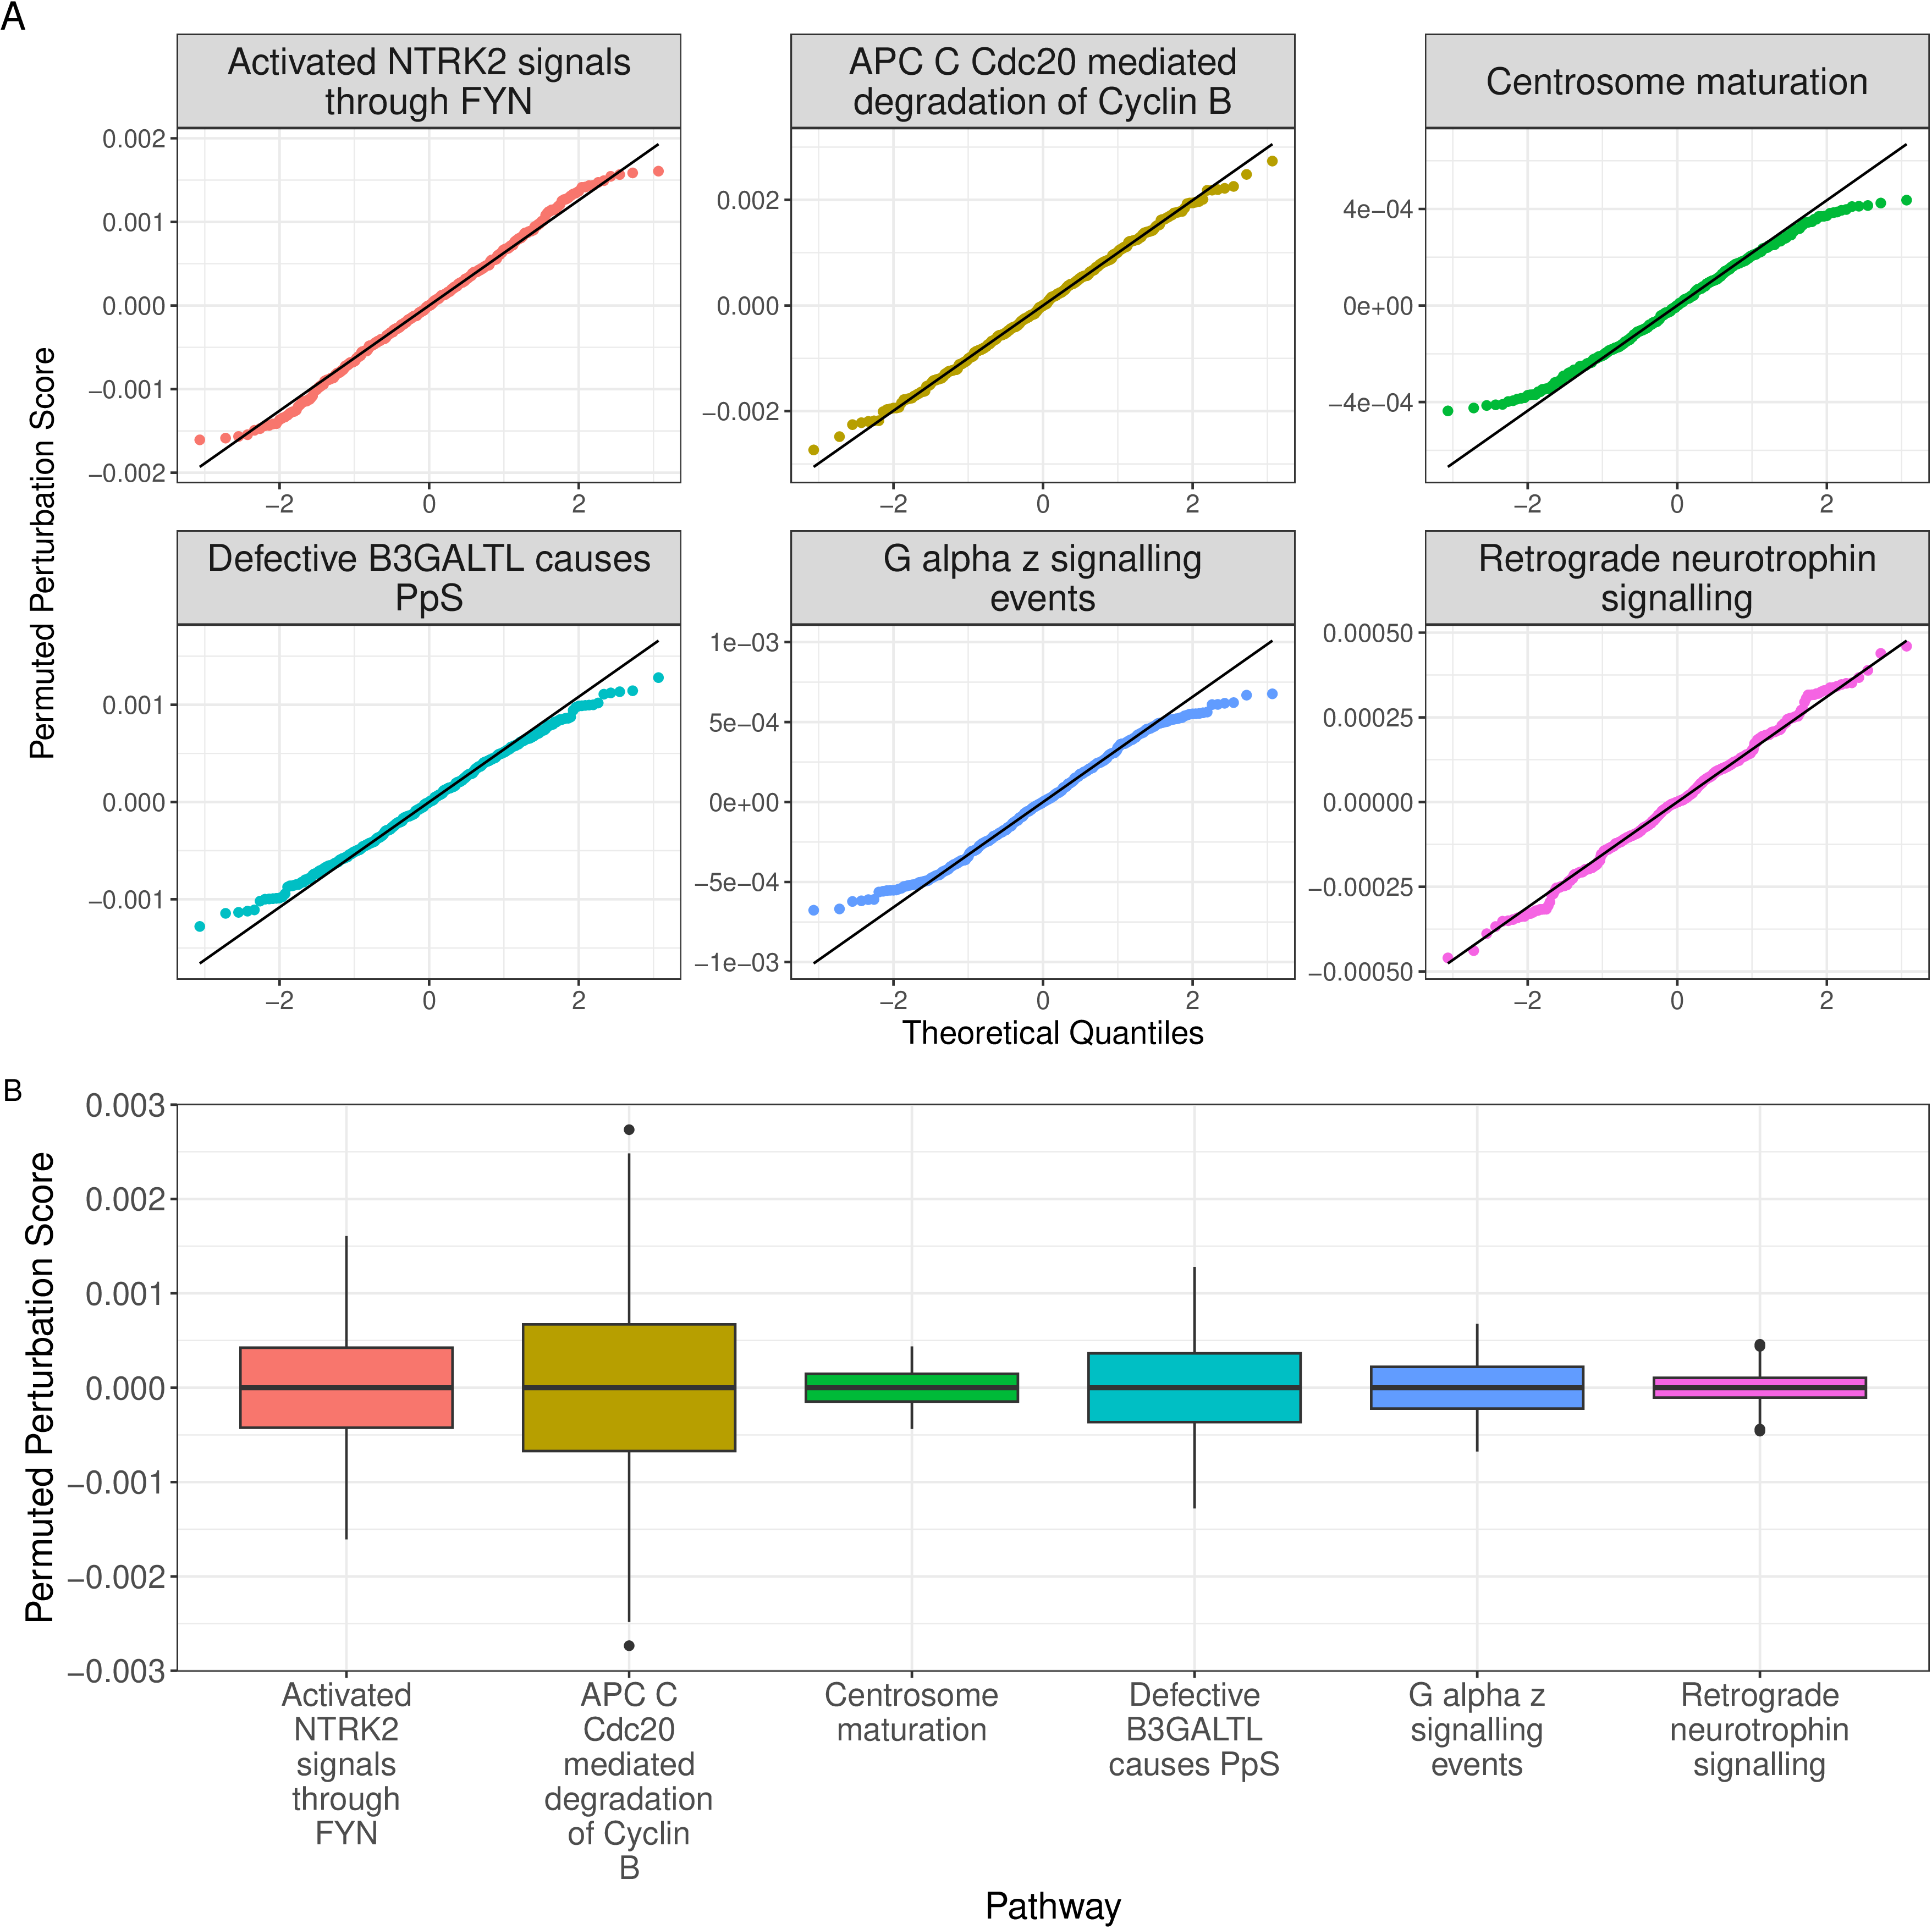 A
Activated NTRK2 signals
through FYN
APC C Cdc20 mediated
degradation of Cyclin B
Centrosome maturation
0.002
0.001
0.000
−0.001
−0.002
−2 0 2
0.002
0.000
−0.002
−2 0 2
4e−04
0e+00
−4e−04
−2 0 2
Permuted Perturbation Score
Defective B3GALTL causes
PpS
G alpha z signalling
events
Retrograde neurotrophin
signalling
0.001
0.000
−0.001
−2 0 2
1e−03
5e−04
0e+00
−5e−04
−1e−03
−2 0 2
0.00050
0.00025
0.00000
−0.00025
−0.00050
−2 0 2
Theoretical Quantiles
B
Permuted Perturbation Score
0.003
0.002
0.001
0.000
−0.001
−0.002
−0.003
Activated
NTRK2
signals
through
FYN
APC C
Cdc20
mediated
degradation
of Cyclin
B
Centrosome
maturation
Defective
B3GALTL
causes PpS
G alpha z
signalling
events
Retrograde
neurotrophin
signalling
Pathway